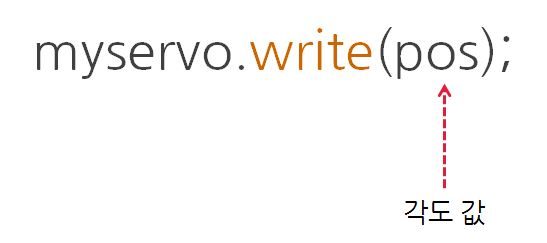 myservo.write(pos);
각도 값